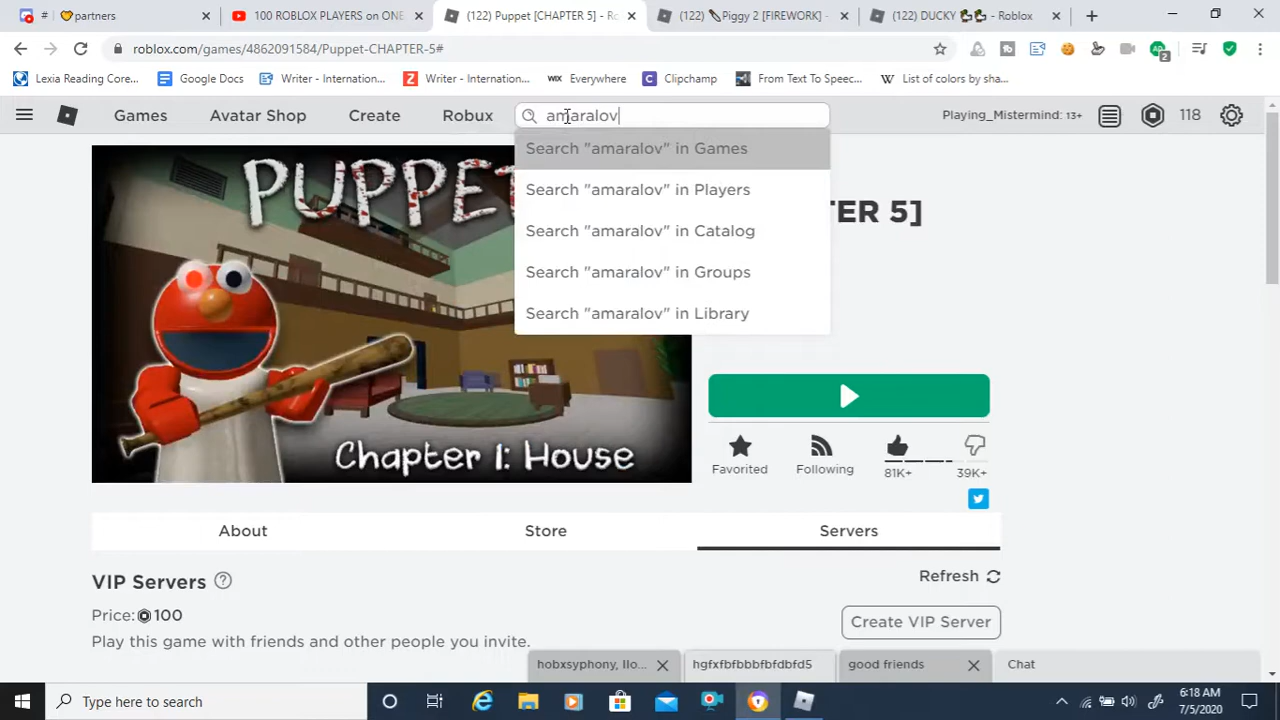 partners
100 ROBLOX PLAYERS on ONE
(122) Puppet [CHAPTER 5] - Ro
(122) Piggy 2 [FIREWORK] -
(122) DUCKY - Roblox
roblox.com/games/4862091584/Puppet-CHAPTER-5#
2
Lexia Reading Core...
Google Docs
Writer - Internation...
Writer - Internation...
WIX Everywhere
C Clipchamp
From Text To Speec...
W List of colors by sha...
Games
Avatar Shop
Create
Robux
amaralov
Playing_Mistermind: 13+
118
Search "amaralov" in Games
Search "amaralov" in Players
Search "amaralov" in Catalog
Search "amaralov" in Groups
Search "amaralov" in Library
PUPPET
TER 5]
Chapter 1: House
Favorited
Following
81K+
39K+
About
Store
Servers
VIP Servers
Refresh
Price: 100
Play this game with friends and other people you invite.
Create VIP Server
hobxsyphony, llo...
hgfxfbfbbbfbfdbfd5
good friends
Chat
Type here to search
6:18 AM
7/5/2020